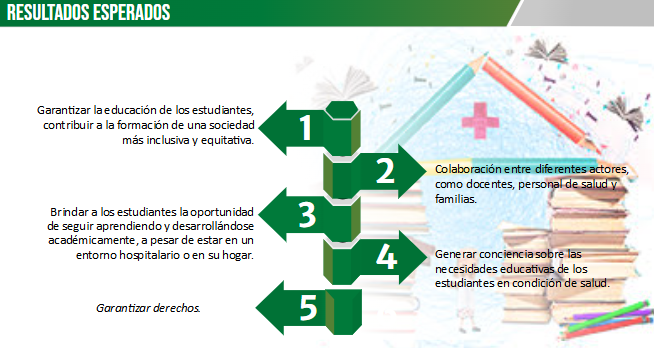 RESULTADOS ESPERADOS
Garantizar la educación de los estudiantes,
contribuir a la formación de una sociedad
más inclusiva y equitativa.
1
2
Colaboración entre diferentes actores,
como docentes, personal de salud y
familias.
Brindar a los estudiantes la oportunidad
de seguir aprendiendo y desarrollándose
académicamente, a pesar de estar en un
entorno hospitalario o en su hogar.
3
4
Generar conciencia sobre las
necesidades educativas de los
estudiantes en condición de salud.
Garantizar derechos.
5